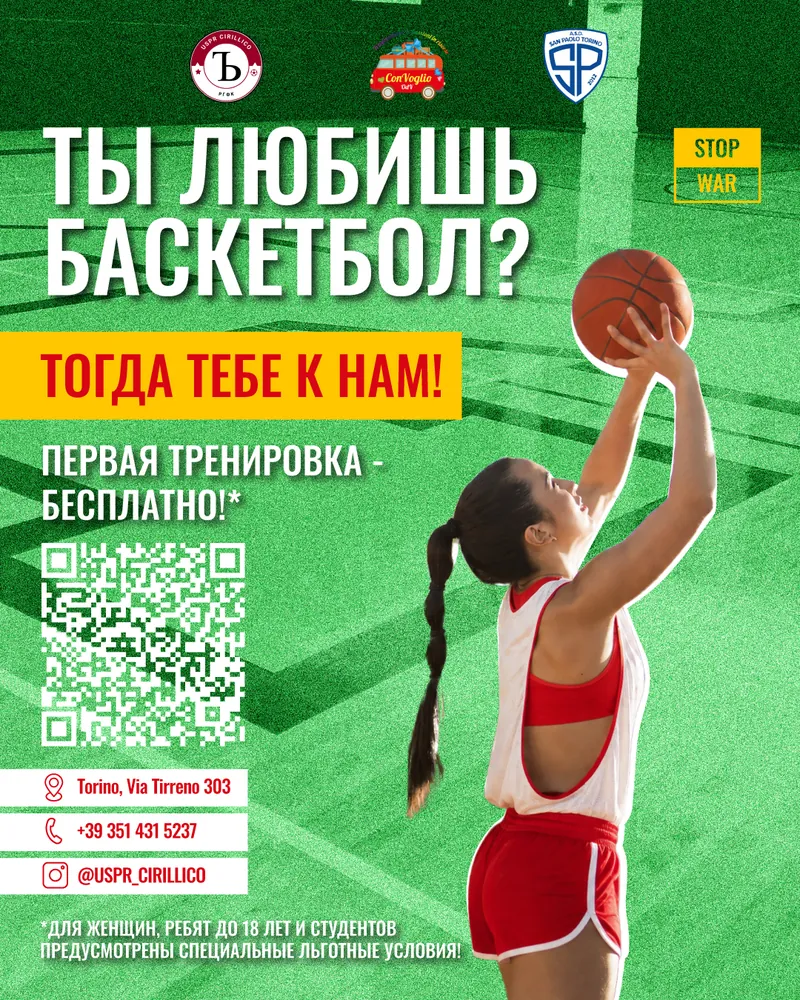 USPR CIRILLICO
Ъ
ConVoglio
OdV
A.S.D.
SAN PAOLO TORINO
SP
2012
ТЫ ЛЮБИШЬ
БАСКЕТБОЛ?
STOP
WAR
ТОГДА ТЕБЕ К НАМ!
ПЕРВАЯ ТРЕНИРОВКА -
БЕСПЛАТНО!*
Torino, Via Tirreno 303
+39 351 431 5237
@USPR_CIRILLICO
*ДЛЯ ЖЕНЩИН, РЕБЯТ ДО 18 ЛЕТ И СТУДЕНТОВ
ПРЕДУСМОТРЕНЫ СПЕЦИАЛЬНЫЕ ЛЬГОТНЫЕ УСЛОВИЯ!